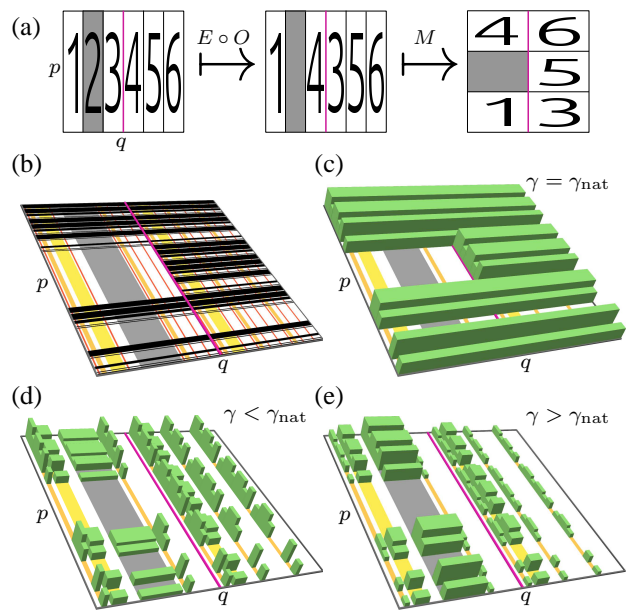 (a)
p
1 2 3 4 5 6
q
E ∘ O
1 4 3 5 6
M
4 6
5
1 3
(b)
p
q
(c)
γ = γnat
p
q
(d)
γ < γnat
p
q
(e)
γ > γnat
p
q